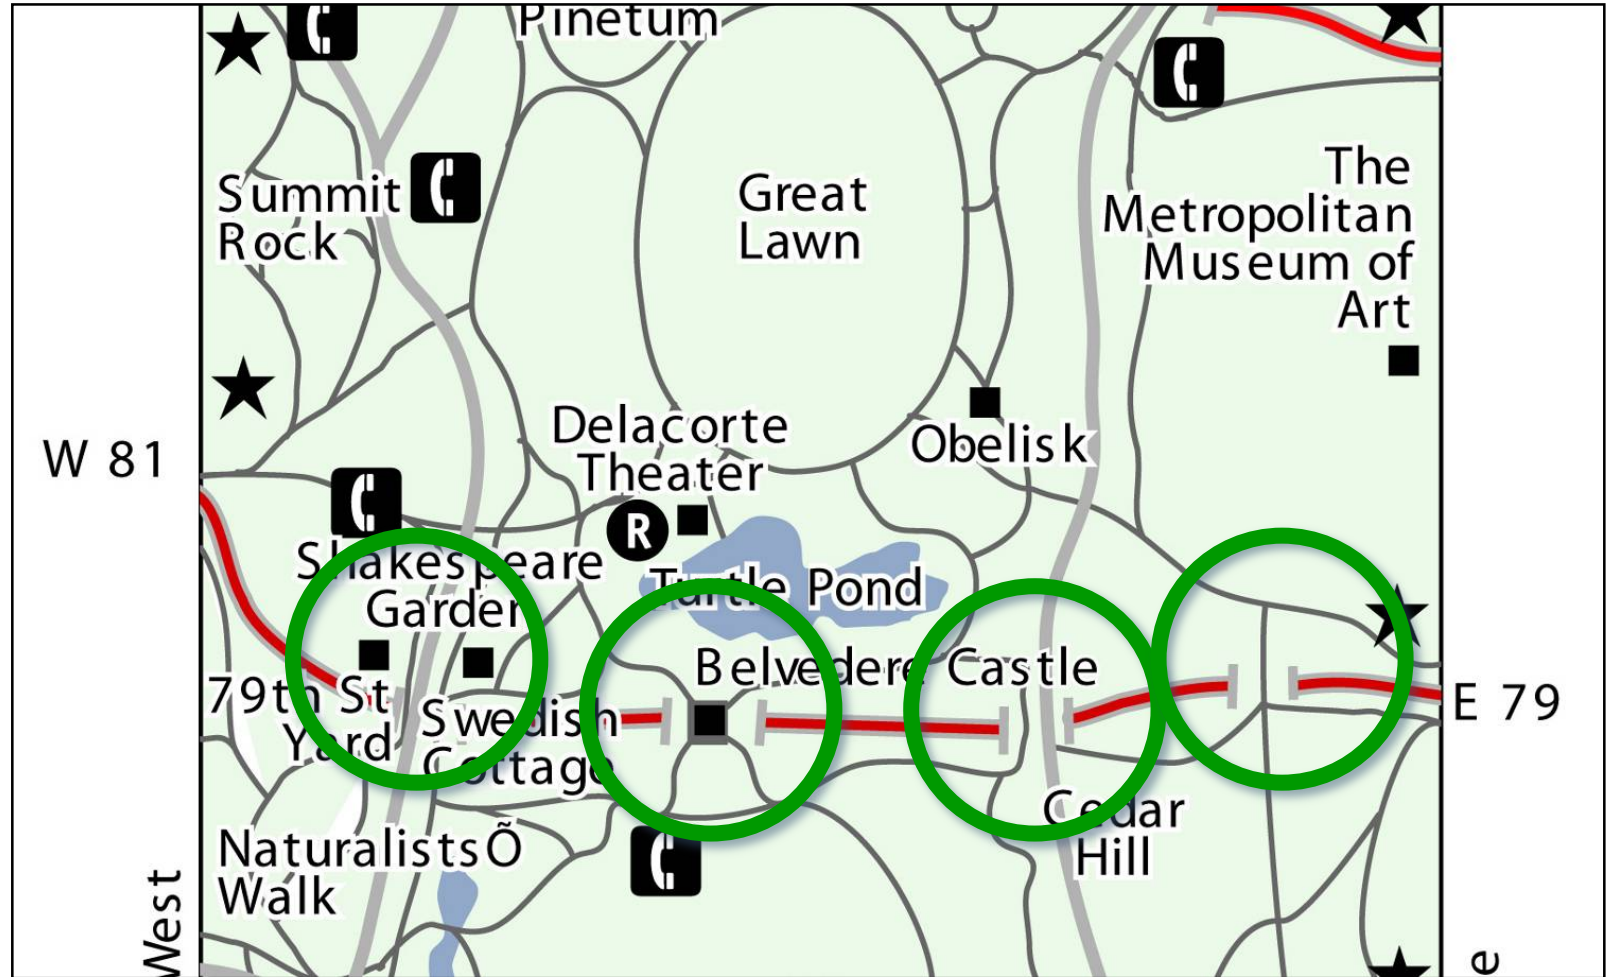 Pinetum
Summit
Rock
Great
Lawn
The
Metropolitan
Museum of
Art
W 81
Delacorte
Theater
R
Obelisk
Shakespeare
Garden
Turtle Pond
Belvedere Castle
79th St
Yard
Swedish
Cottage
E 79
Cedar
Hill
NaturalistsÕ
Walk
West
e